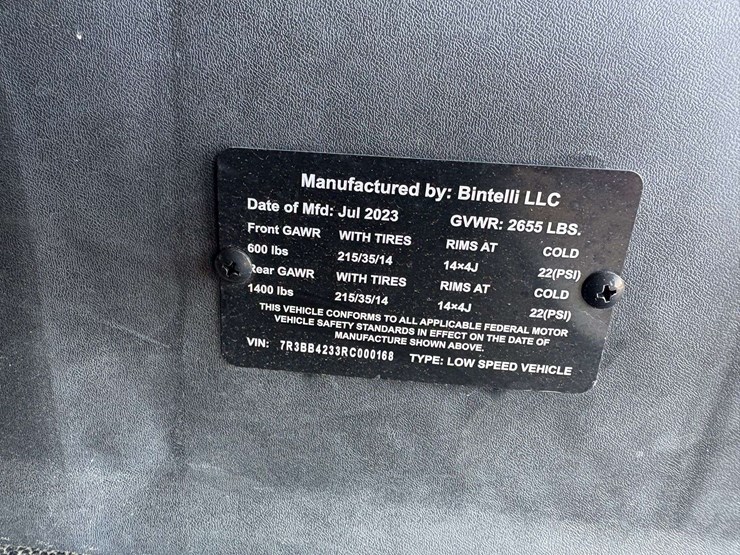 Manufactured by: Bintelli LLC
Date of Mfd: Jul 2023 GVWR: 2655 LBS.
Front GAWR WITH TIRES RIMS AT COLD
600 lbs 215/35/14 14×4J 22(PSI)
Rear GAWR WITH TIRES RIMS AT COLD
1400 lbs 215/35/14 14×4J 22(PSI)
THIS VEHICLE CONFORMS TO ALL APPLICABLE FEDERAL MOTOR
VEHICLE SAFETY STANDARDS IN EFFECT ON THE DATE OF
MANUFACTURE SHOWN ABOVE.
VIN: 7R3BB4233RC000168 TYPE: LOW SPEED VEHICLE